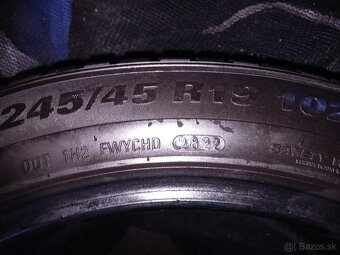 245/45 R19 102
DOT 1H2 FWYCHD 2822
Bazos.sk